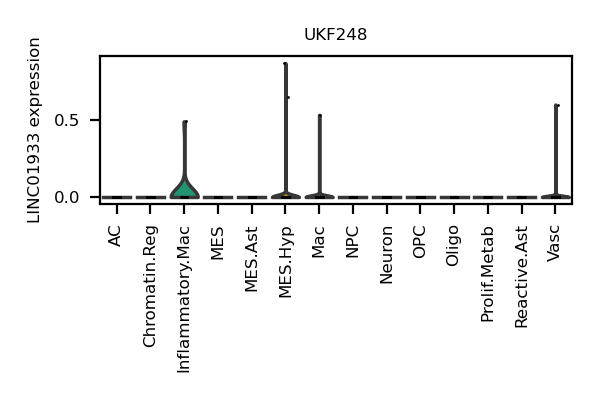 UKF248
LINC01933 expression
0.5
0.0
AC
Chromatin.Reg
Inflammatory.Mac
MES
MES.Ast
MES.Hyp
Mac
NPC
Neuron
OPC
Oligo
Prolif.Metab
Reactive.Ast
Vasc